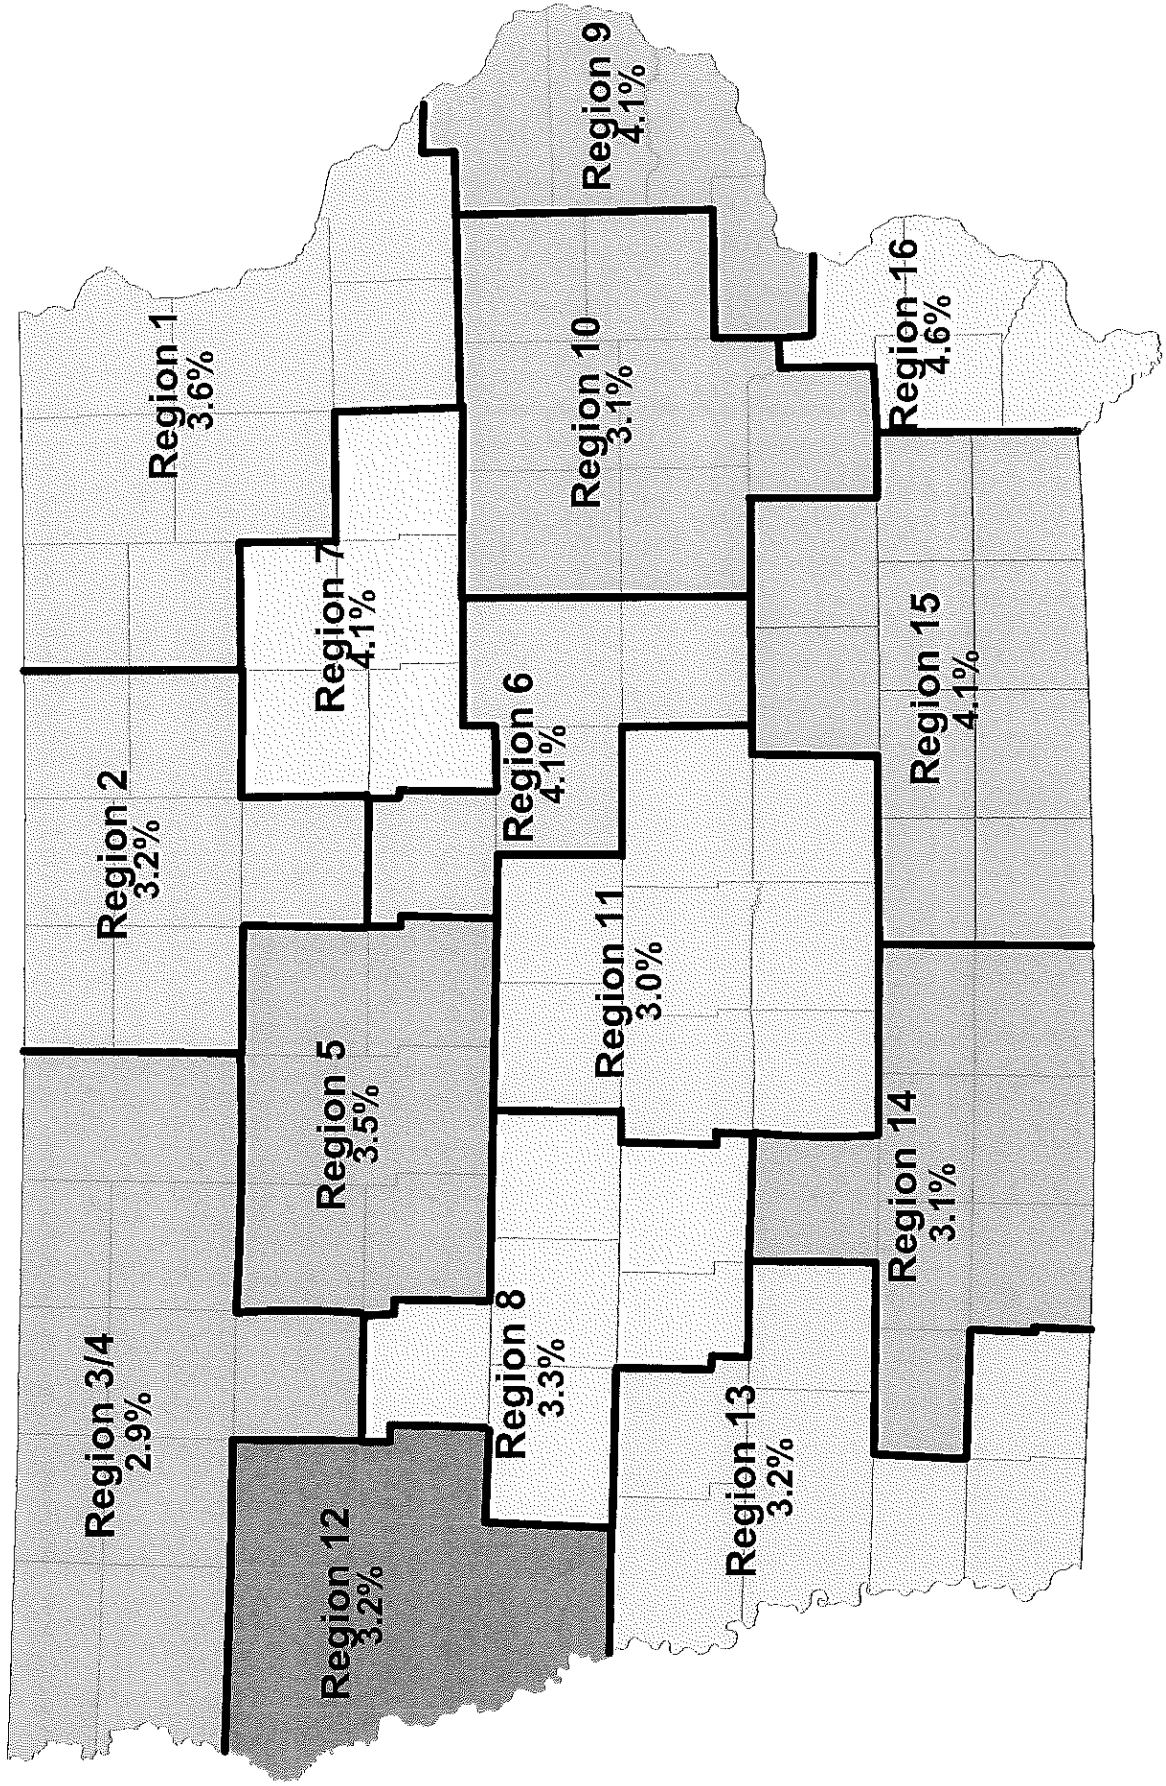 Region 3/4
2.9%
Region 2
3.2%
Region 1
3.6%
Region 12
3.2%
Region 5
3.5%
Region 7
4.1%
Region 8
3.3%
Region 6
4.1%
Region 11
3.0%
Region 10
3.1%
Region 9
4.1%
Region 13
3.2%
Region 14
3.1%
Region 15
4.1%
Region 16
4.6%